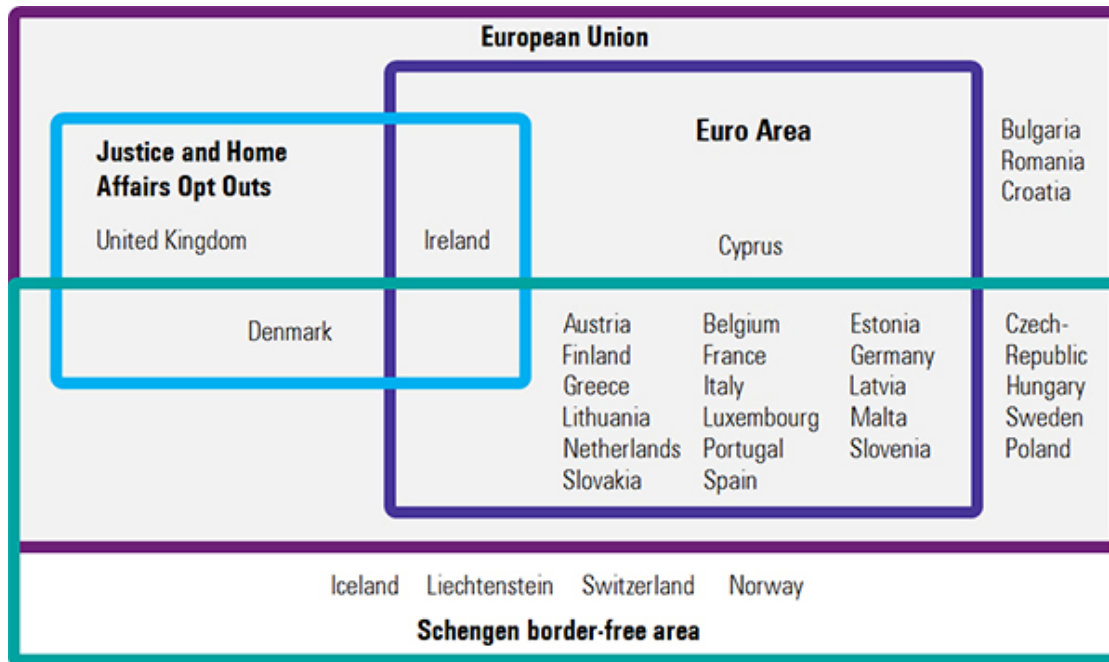 European Union
Justice and Home
Affairs Opt Outs
Euro Area
Bulgaria
Romania
Croatia
United Kingdom
Ireland
Cyprus
Denmark
Austria Belgium Estonia
Finland France Germany
Greece Italy Latvia
Lithuania Luxembourg Malta
Netherlands Portugal Slovenia
Slovakia Spain
Czech-
Republic
Hungary
Sweden
Poland
Iceland Liechtenstein Switzerland Norway
Schengen border-free area